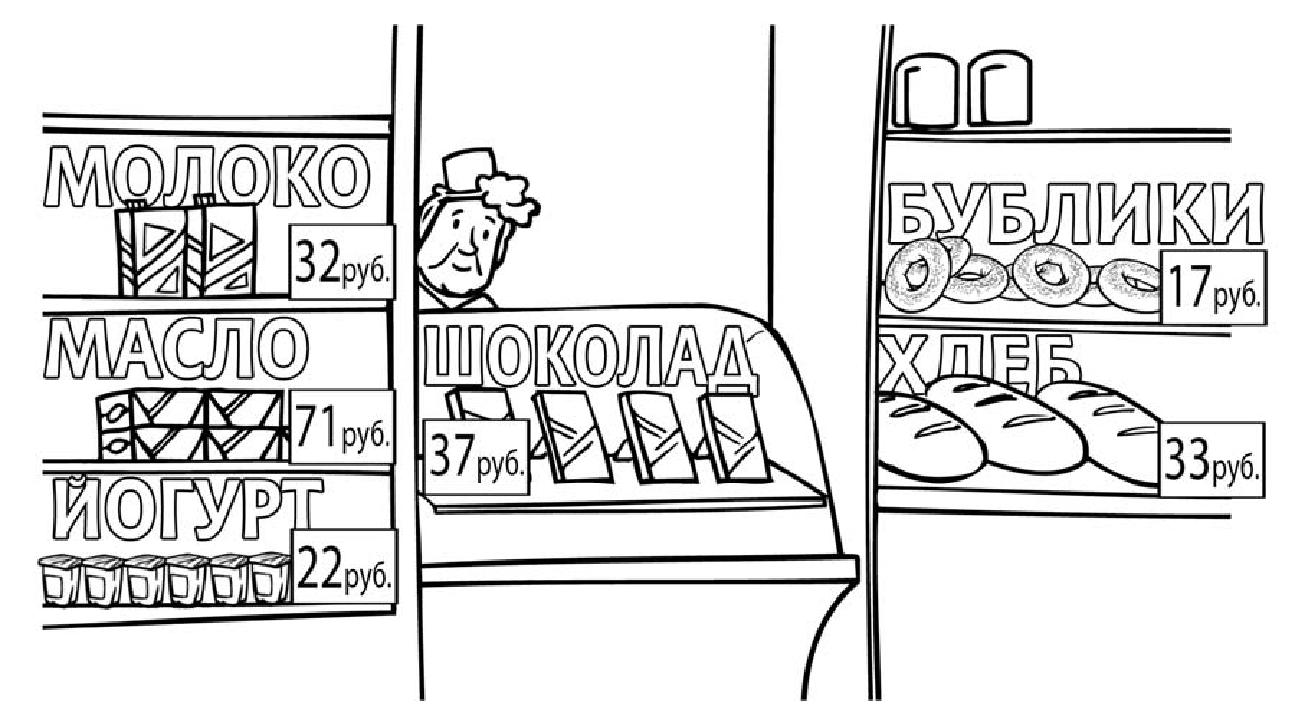 МОЛОКО
32руб.
МАСЛО
71руб.
ЙОГУРТ
22руб.
ШОКОЛАД
37руб.
БУБЛИКИ
17руб.
ХЛЕБ
33руб.